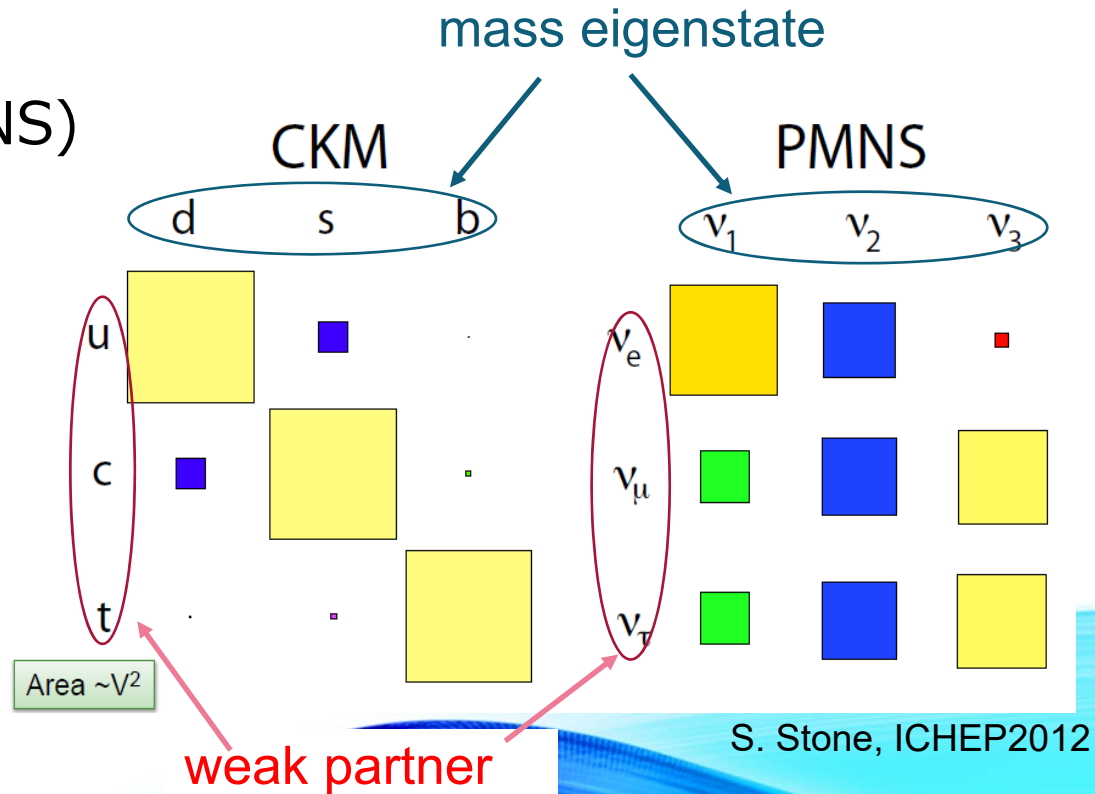 mass eigenstate
NS)
CKM
PMNS
d s b
ν1 ν2 ν3
u
νe
c
νμ
t
ντ
Area ~V²
S. Stone, ICHEP2012
weak partner